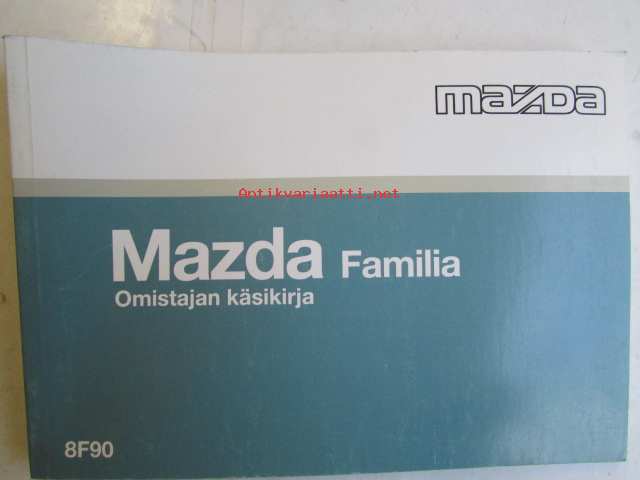 mazda
Antikvariaatti.net
Mazda Familia
Omistajan käsikirja
8F90